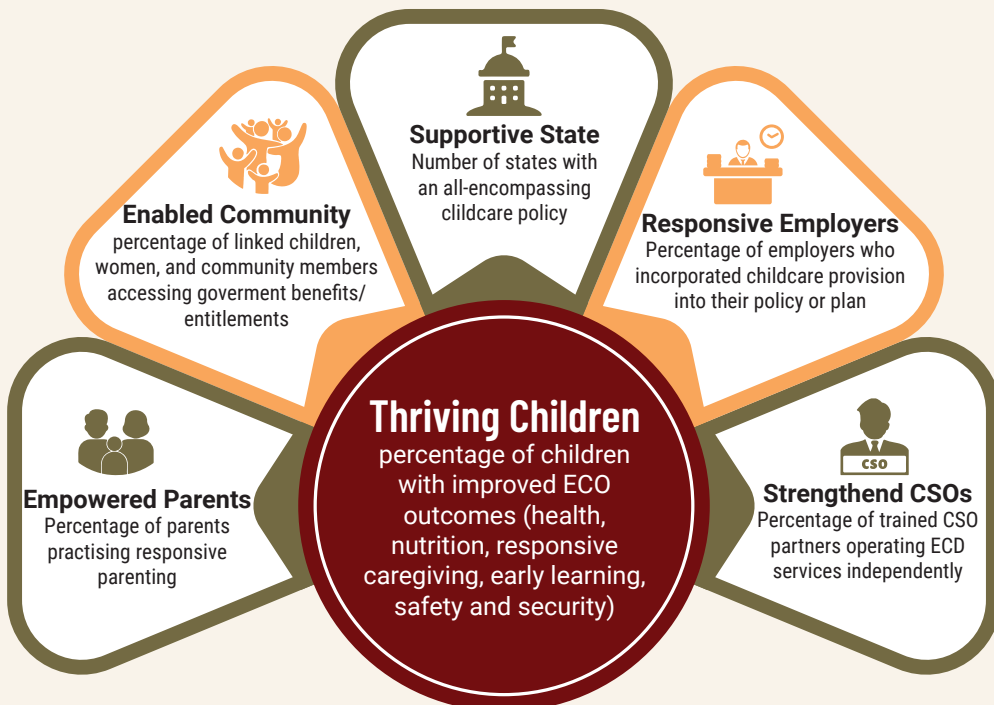 Supportive State
Number of states with
an all-encompassing
clildcare policy
Enabled Community
percentage of linked children,
women, and community members
accessing goverment benefits/
entitlements
Responsive Employers
Percentage of employers who
incorporated childcare provision
into their policy or plan
Empowered Parents
Percentage of parents
practising responsive
parenting
Thriving Children
percentage of children
with improved ECO
outcomes (health,
nutrition, responsive
caregiving, early learning,
safety and security)
CSO
Strengthend CSOs
Percentage of trained CSO
partners operating ECD
services independently